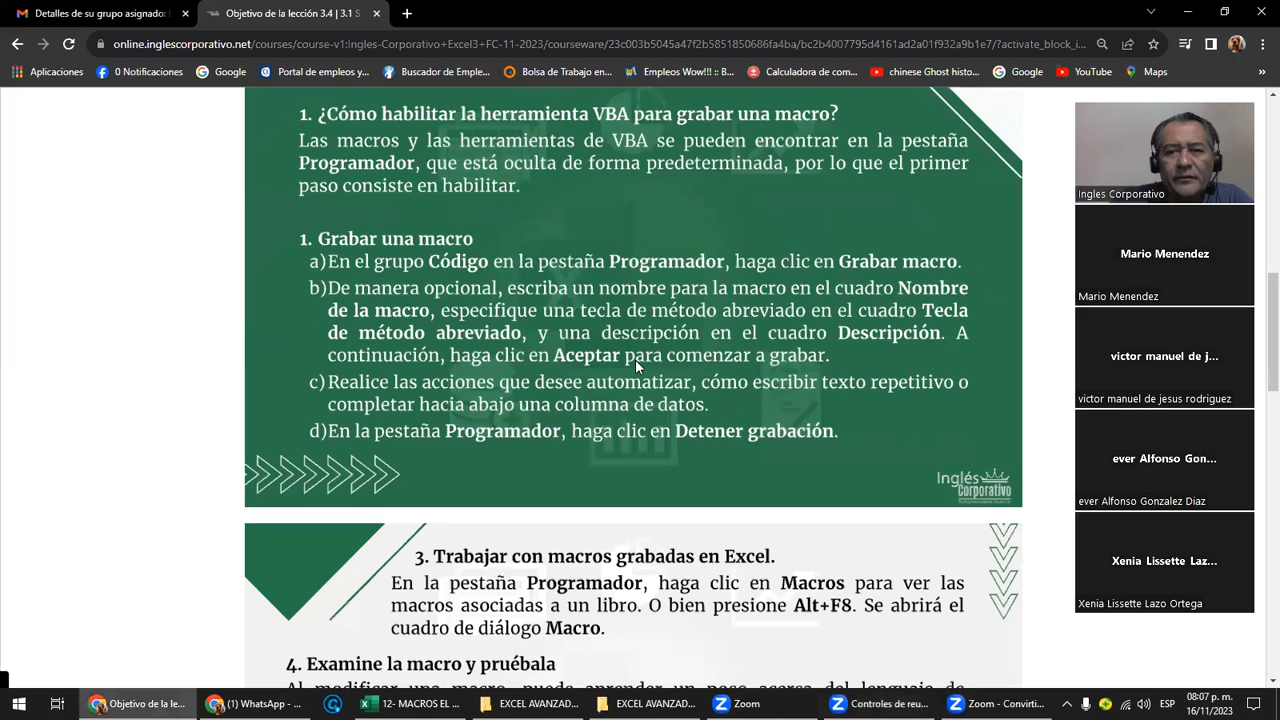 Detalles de su grupo asignado:
Objetivo de la lección 3.4 | 3.1 S
online.inglescorporativo.net/courses/course-v1:Ingles-Corporativo+Excel3+FC-11-2023/courseware/23c003b5045a47f2b5851850686fa4ba/bc2b4007795d4161ad2a01f932a9b1e7/?activate_block_i...
Aplicaciones
0 Notificaciones
Google
Portal de empleos y...
Buscador de Empleo...
Bolsa de Trabajo en...
Empleos Wow!!! :: B...
Calculadora de com...
chinese Ghost histo...
Google
YouTube
Maps
1. ¿Cómo habilitar la herramienta VBA para grabar una macro?
Las macros y las herramientas de VBA se pueden encontrar en la pestaña
Programador, que está oculta de forma predeterminada, por lo que el primer
paso consiste en habilitar.
1. Grabar una macro
a) En el grupo Código en la pestaña Programador, haga clic en Grabar macro.
b) De manera opcional, escriba un nombre para la macro en el cuadro Nombre
de la macro, especifique una tecla de método abreviado en el cuadro Tecla
de método abreviado, y una descripción en el cuadro Descripción. A
continuación, haga clic en Aceptar para comenzar a grabar.
c) Realice las acciones que desee automatizar, cómo escribir texto repetitivo o
completar hacia abajo una columna de datos.
d) En la pestaña Programador, haga clic en Detener grabación.
Inglés
Corporativo
3. Trabajar con macros grabadas en Excel.
En la pestaña Programador, haga clic en Macros para ver las
macros asociadas a un libro. O bien presione Alt+F8. Se abrirá el
cuadro de diálogo Macro.
4. Examine la macro y pruébala
Al modificar una macro, puede aprender un poco acerca del lenguaje de
Ingles Corporativo
Mario Menendez
Mario Menendez
victor manuel de j...
victor manuel de jesus rodriguez
ever Alfonso Gon...
ever Alfonso Gonzalez Diaz
Xenia Lissette Laz...
Xenia Lissette Lazo Ortega
Objetivo de la le...
(1) WhatsApp -...
12- MACROS EL ...
EXCEL AVANZAD...
EXCEL AVANZAD...
Zoom
Controles de reu...
Zoom - Convirti...
ESP
08:07 p. m.
16/11/2023